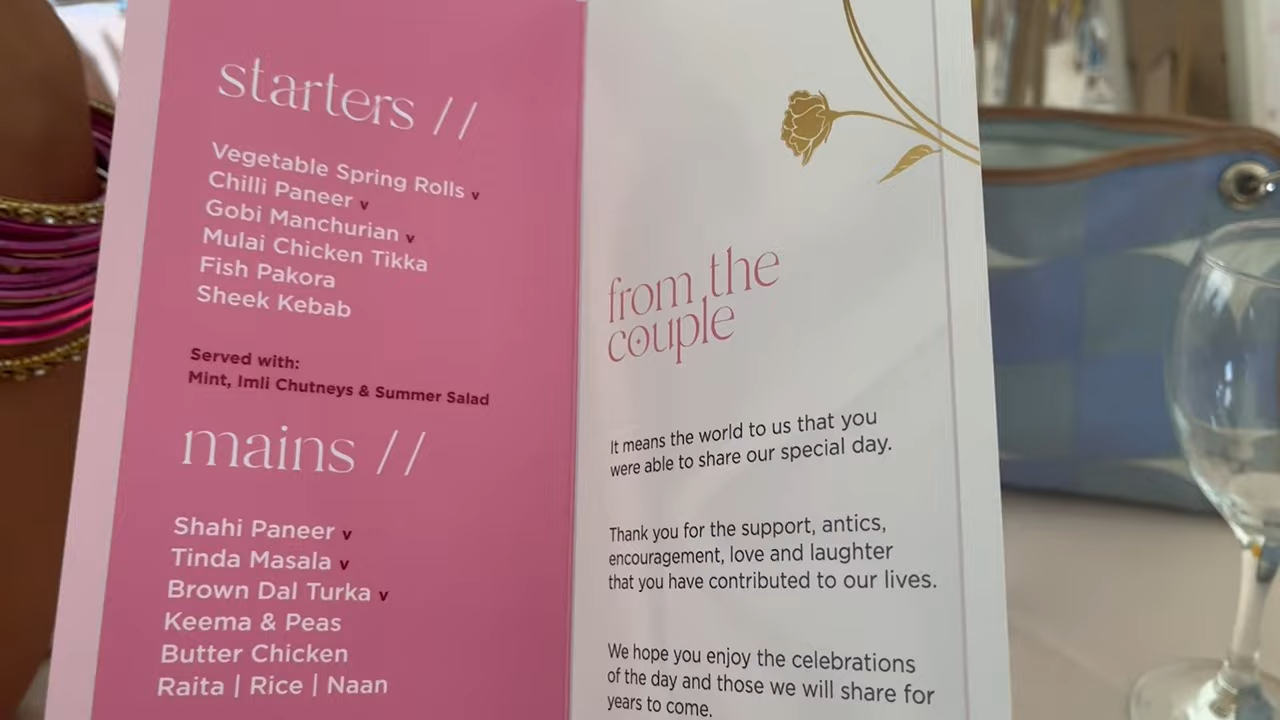 starters //
Vegetable Spring Rolls v
Chilli Paneer v
Gobi Manchurian v
Mulai Chicken Tikka
Fish Pakora
Sheek Kebab
Served with:
Mint, Imli Chutneys & Summer Salad
mains //
Shahi Paneer v
Tinda Masala v
Brown Dal Turka v
Keema & Peas
Butter Chicken
Raita | Rice | Naan
from the
couple
It means the world to us that you
were able to share our special day.
Thank you for the support, antics,
encouragement, love and laughter
that you have contributed to our lives.
We hope you enjoy the celebrations
of the day and those we will share for
years to come.